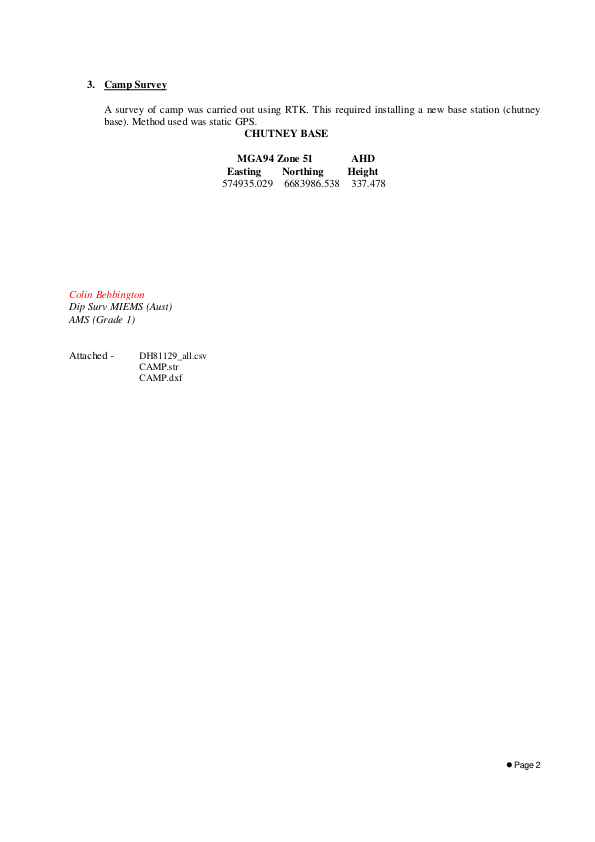 3. Camp Survey
A survey of camp was carried out using RTK. This required installing a new base station (chutney
base). Method used was static GPS.
CHUTNEY BASE
MGA94 Zone 51 AHD
Easting Northing Height
574935.029 6683986.538 337.478
Colin Bebbington
Dip Surv MIEMS (Aust)
AMS (Grade 1)
Attached - DH81129_all.csv
CAMP.str
CAMP.dxf
● Page 2